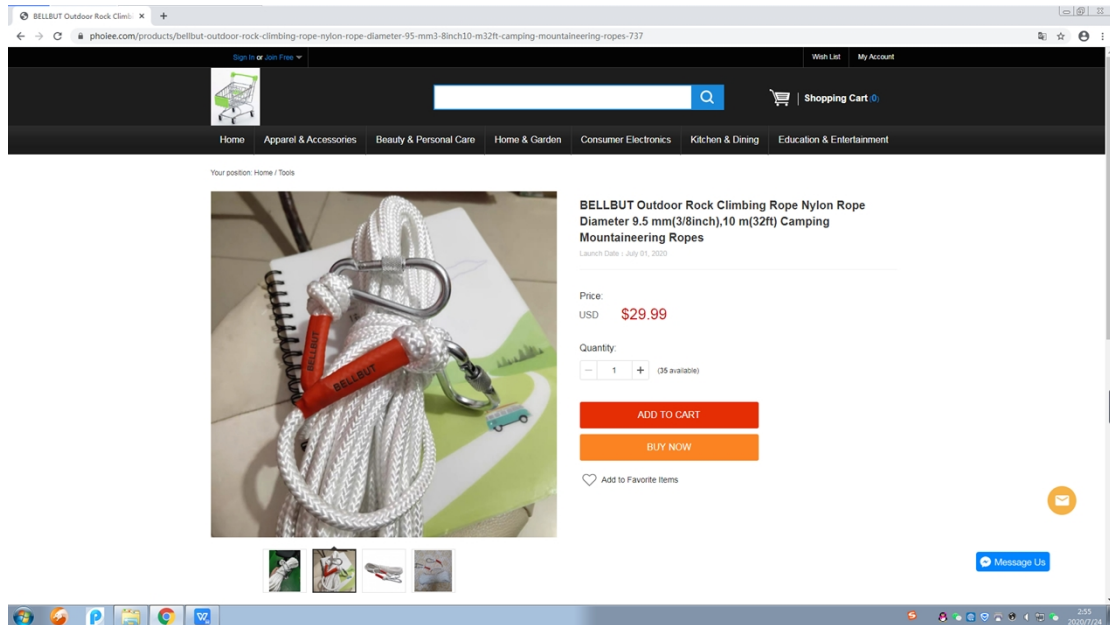 BELLBUT Outdoor Rock Climbi
phoiee.com/products/bellbut-outdoor-rock-climbing-rope-nylon-rope-diameter-95-mm3-8inch10-m32ft-camping-mountaineering-ropes-737
Sign In or Join Free
Wish List My Account
Shopping Cart (0)
Home Apparel & Accessories Beauty & Personal Care Home & Garden Consumer Electronics Kitchen & Dining Education & Entertainment
Your position: Home / Tools
BELLBUT Outdoor Rock Climbing Rope Nylon Rope
Diameter 9.5 mm(3/8inch),10 m(32ft) Camping
Mountaineering Ropes
Launch Date : July 01, 2020
Price:
USD $29.99
Quantity:
1 (35 available)
ADD TO CART
BUY NOW
Add to Favorite Items
BELLBUT
BELLBUT
Message Us
2:55
2020/7/24